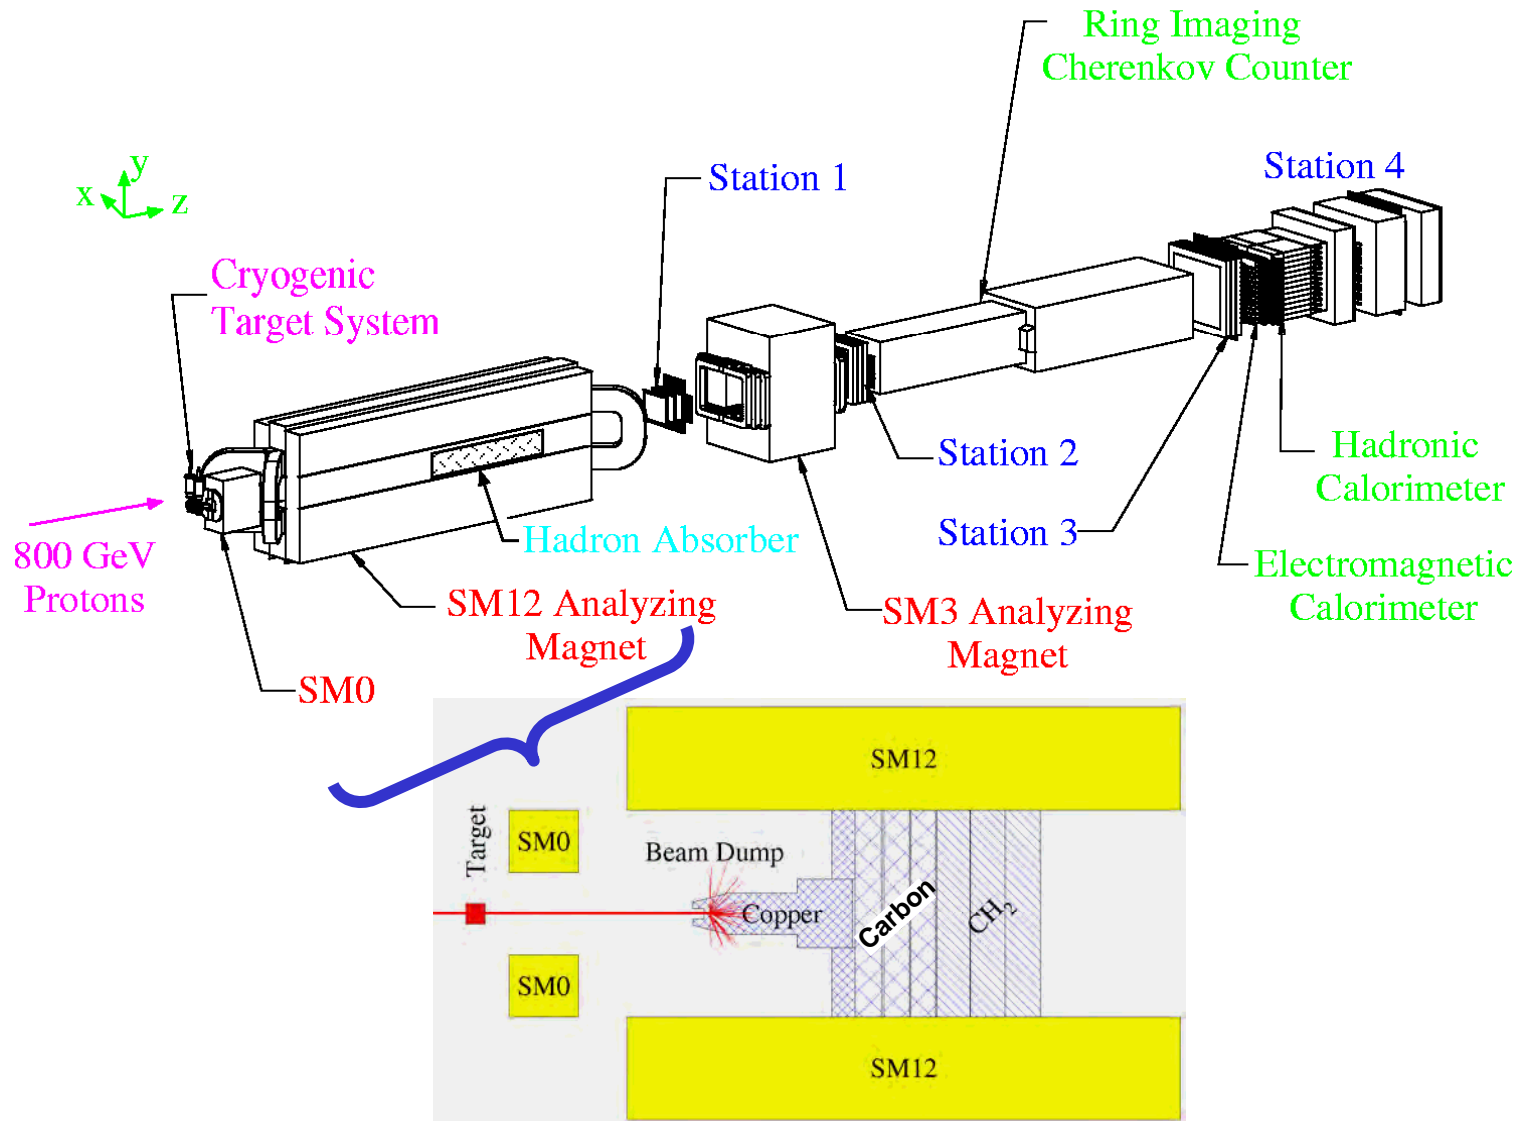 Ring Imaging
Cherenkov Counter
Station 1
Station 4
y
x
z
Cryogenic
Target System
Station 2
Hadronic
Calorimeter
Station 3
Hadron Absorber
800 GeV
Protons
Electromagnetic
Calorimeter
SM12 Analyzing
Magnet
SM3 Analyzing
Magnet
SM0
SM12
Target
SM0
Beam Dump
Copper
Carbon
CH₂
SM0
SM12